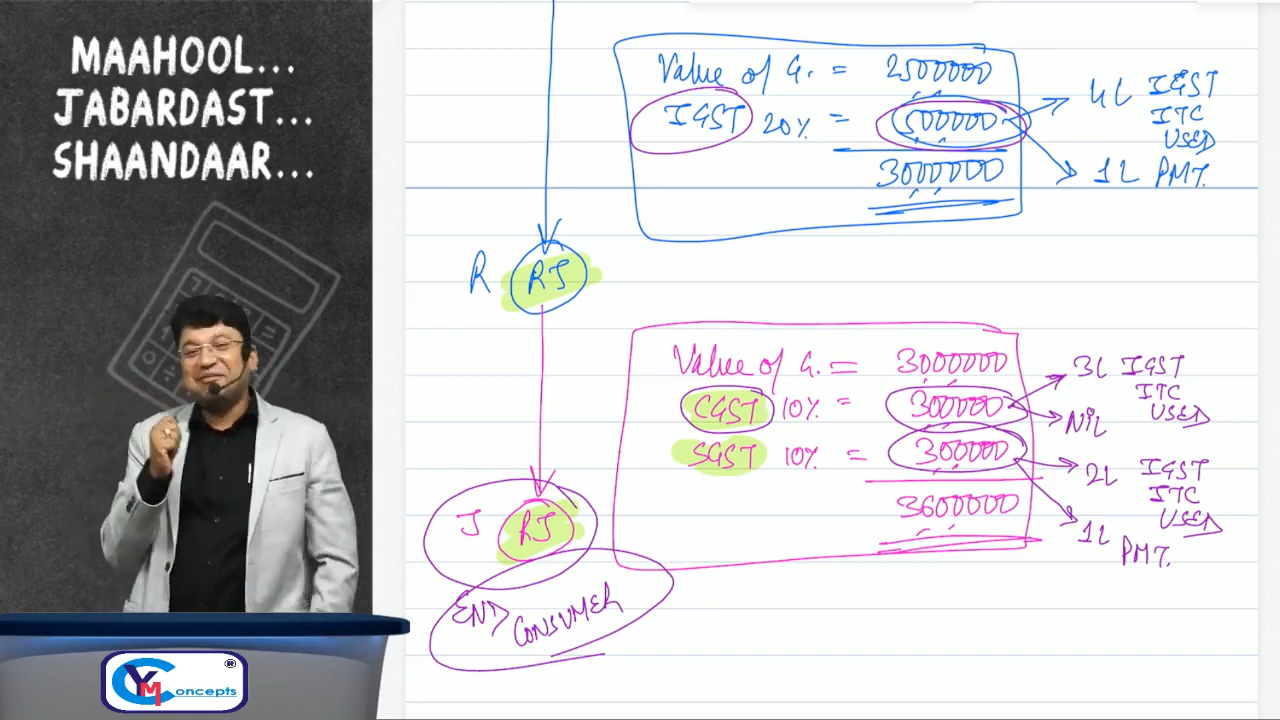 MAAHOOL...
JABARDAST...
SHAANDAAR...
Value of G. = 2500000
IGST 20% = 500000
3000000
4L IGST
ITC
USED
1L PMT.
R RJ
Value of G. = 3000000
CGST 10% = 300000
SGST 10% = 300000
3600000
3L IGST
ITC
USED
NiL
2L IGST
ITC
USED
1L
PMT.
J RJ
END CONSUMER
CYM Concepts ®